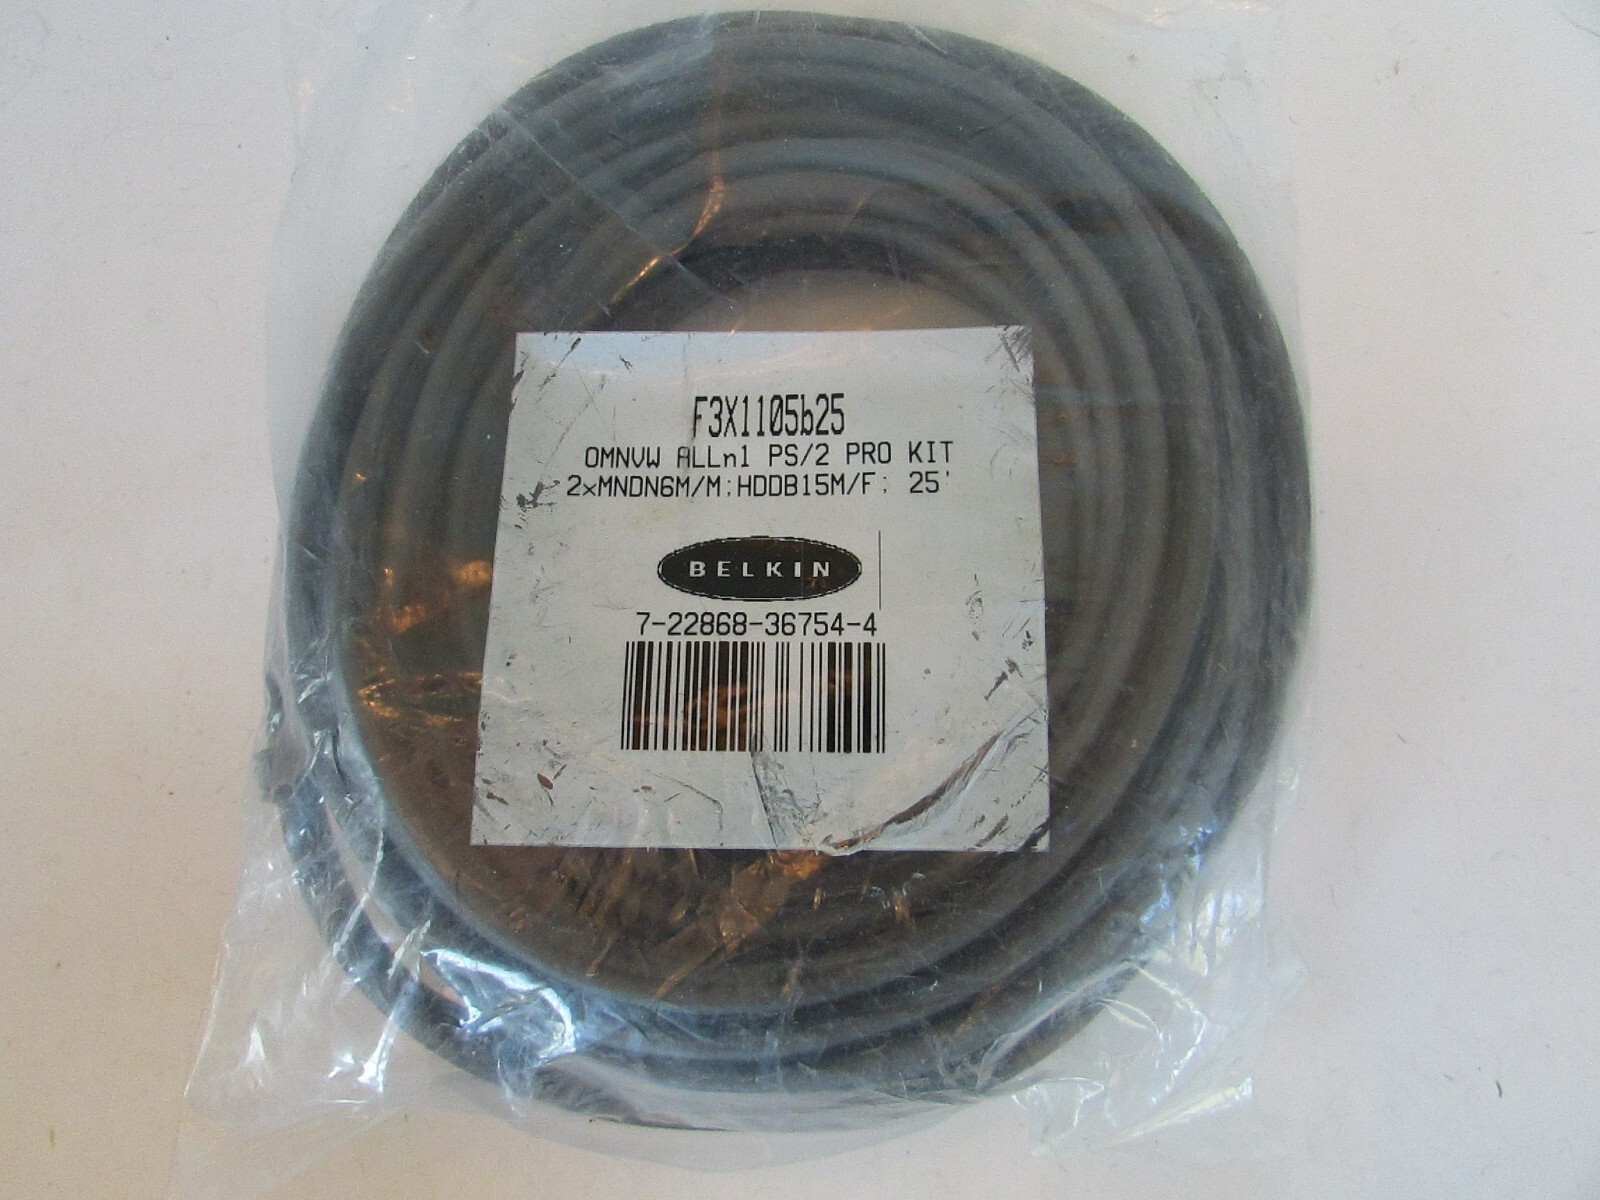 F3X1105b25
OMNVW ALLn1 PS/2 PRO KIT
2xMNDN6M/M;HDDB15M/F; 25'
BELKIN
7-22868-36754-4